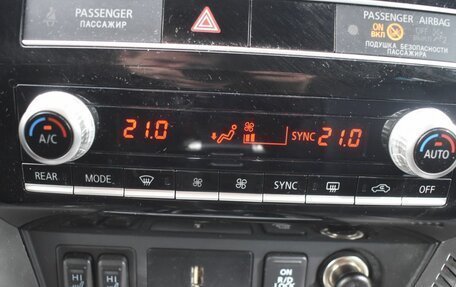 PASSENGER
ПАССАЖИР
PASSENGER AIRBAG
ON
ВКЛ
OFF
ПОДУШКА БЕЗОПАСНОСТИ
ПАССАЖИРА
21.0
SYNC 21.0
A/C
AUTO
REAR
MODE
SYNC
OFF
HI
HI
ON
R/D
LOCK